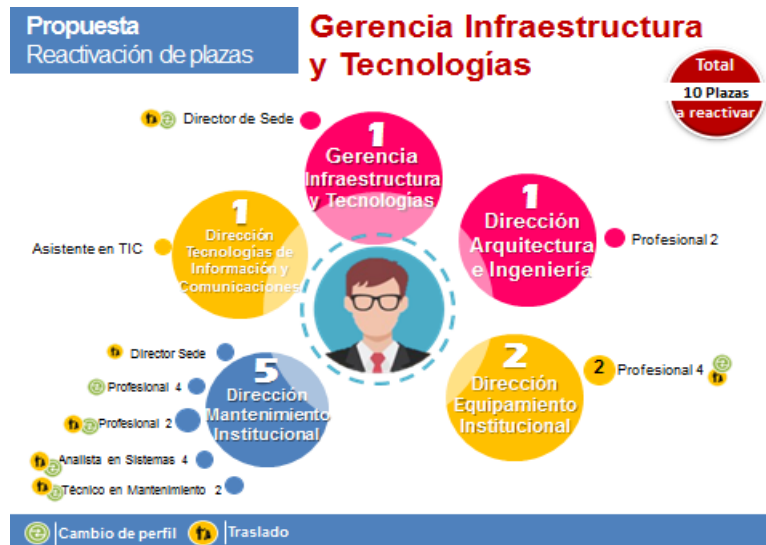 Propuesta
Reactivación de plazas
Gerencia Infraestructura
y Tecnologías
Total
10 Plazas
a reactivar
Director de Sede
1
Gerencia
Infraestructura
y Tecnologías
1
Dirección
Tecnologías de
Información y
Comunicaciones
Asistente en TIC
1
Dirección
Arquitectura
e Ingeniería
Profesional 2
5
Dirección
Mantenimiento
Institucional
Director Sede
Profesional 4
Profesional 2
Analista en Sistemas 4
Técnico en Mantenimiento 2
2
Dirección
Equipamiento
Institucional
2
Profesional 4
Cambio de perfil
Traslado